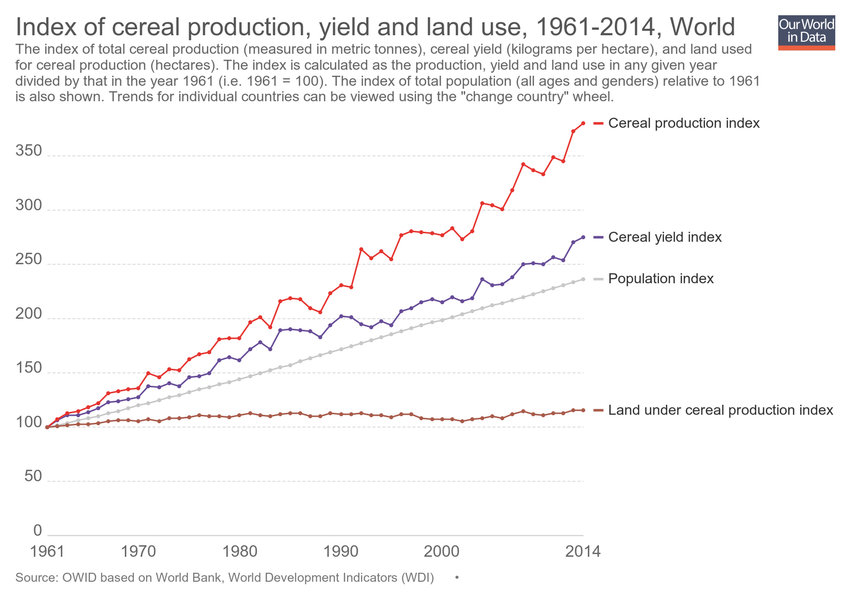 Index of cereal production, yield and land use, 1961-2014, World
Our World
in Data
The index of total cereal production (measured in metric tonnes), cereal yield (kilograms per hectare), and land used
for cereal production (hectares). The index is calculated as the production, yield and land use in any given year
divided by that in the year 1961 (i.e. 1961 = 100). The index of total population (all ages and genders) relative to 1961
is also shown. Trends for individual countries can be viewed using the "change country" wheel.
Cereal production index
350
300
250
Cereal yield index
Population index
200
150
100
Land under cereal production index
50
0
1961 1970 1980 1990 2000 2014
Source: OWID based on World Bank, World Development Indicators (WDI) •